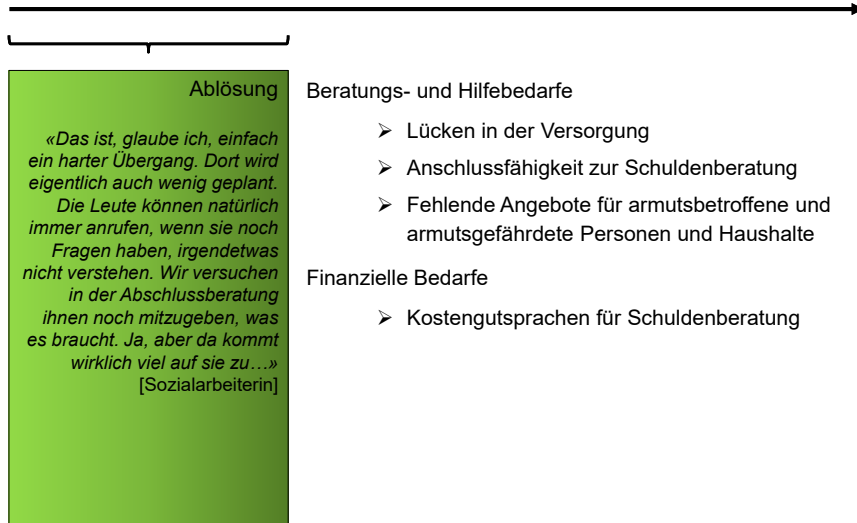 Ablösung
«Das ist, glaube ich, einfach
ein harter Übergang. Dort wird
eigentlich auch wenig geplant.
Die Leute können natürlich
immer anrufen, wenn sie noch
Fragen haben, irgendetwas
nicht verstehen. Wir versuchen
in der Abschlussberatung
ihnen noch mitzugeben, was
es braucht. Ja, aber da kommt
wirklich viel auf sie zu…»
[Sozialarbeiterin]
Beratungs- und Hilfebedarfe
➢ Lücken in der Versorgung
➢ Anschlussfähigkeit zur Schuldenberatung
➢ Fehlende Angebote für armutsbetroffene und
armutsgefährdete Personen und Haushalte
Finanzielle Bedarfe
➢ Kostengutsprachen für Schuldenberatung